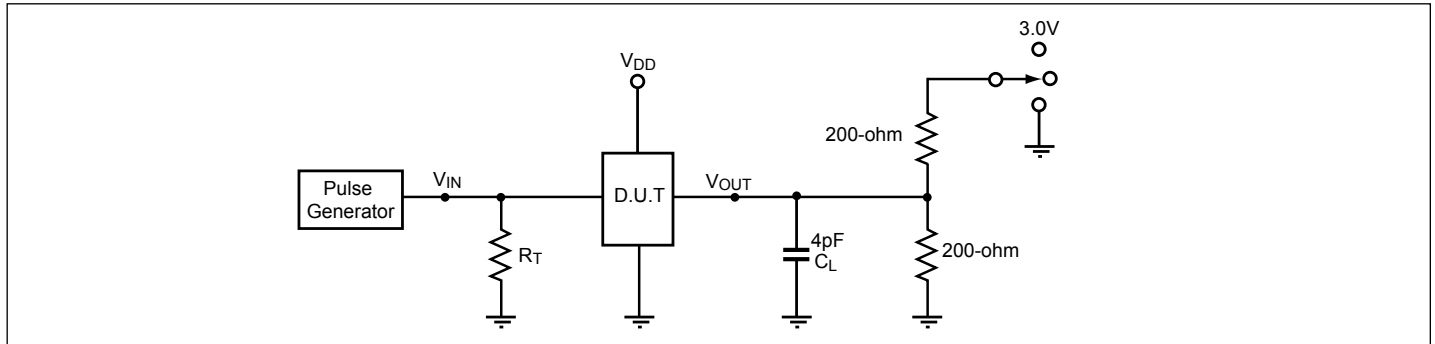 3.0V
VDD
200-ohm
Pulse
Generator
VIN
D.U.T
VOUT
RT
4pF
CL
200-ohm